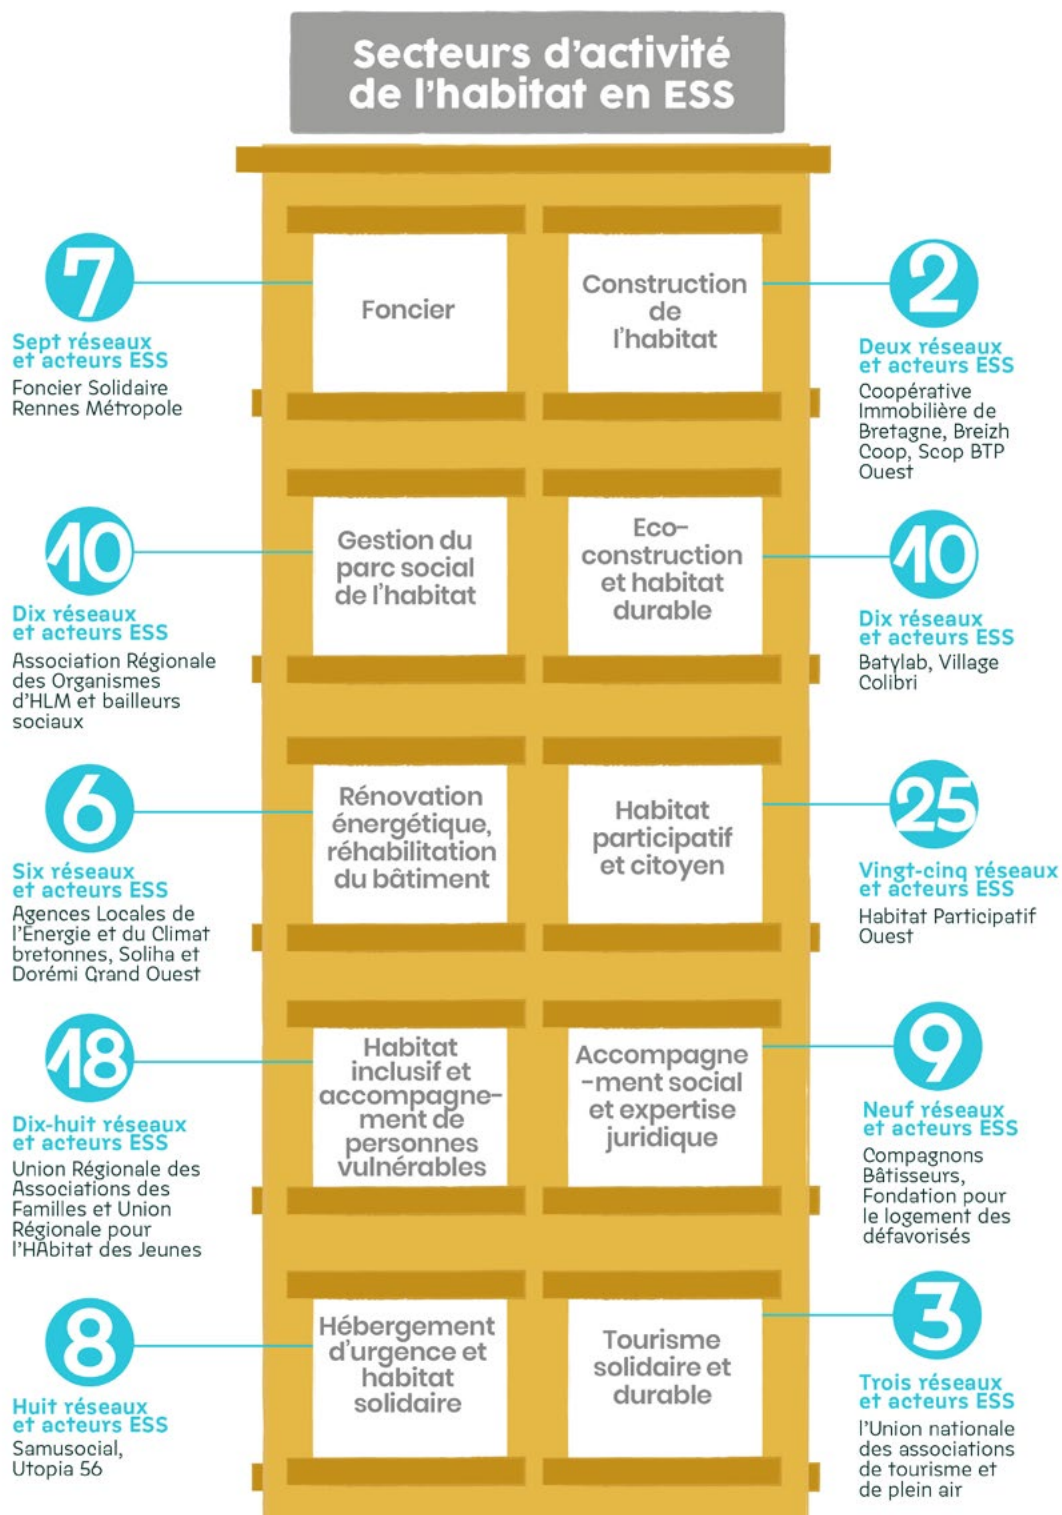 Secteurs d'activité
de l'habitat en ESS
7
Foncier
Sept réseaux
et acteurs ESS
Foncier Solidaire
Rennes Métropole
2
Construction
de
l'habitat
Deux réseaux
et acteurs ESS
Coopérative
Immobilière de
Bretagne, Breizh
Coop, Scop BTP
Ouest
10
Gestion du
parc social
de l'habitat
Dix réseaux
et acteurs ESS
Association Régionale
des Organismes
d'HLM et bailleurs
sociaux
10
Eco-
construction
et habitat
durable
Dix réseaux
et acteurs ESS
Batylab, Village
Colibri
6
Rénovation
énergétique,
réhabilitation
du bâtiment
Six réseaux
et acteurs ESS
Agences Locales de
l'Energie et du Climat
bretonnes, Soliha et
Dorémi Grand Ouest
25
Habitat
participatif
et citoyen
Vingt-cinq réseaux
et acteurs ESS
Habitat Participatif
Ouest
18
Habitat
inclusif et
accompagne-
ment de
personnes
vulnérables
Dix-huit réseaux
et acteurs ESS
Union Régionale des
Associations des
Familles et Union
Régionale pour
l'HAbitat des Jeunes
9
Accompagne
-ment social
et expertise
juridique
Neuf réseaux
et acteurs ESS
Compagnons
Bâtisseurs,
Fondation pour
le logement des
défavorisés
8
Hébergement
d'urgence et
habitat
solidaire
Huit réseaux
et acteurs ESS
Samusocial,
Utopia 56
3
Tourisme
solidaire et
durable
Trois réseaux
et acteurs ESS
l'Union nationale
des associations
de tourisme et
de plein air